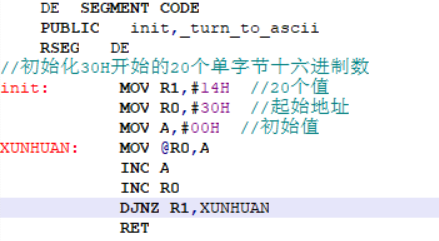 DE SEGMENT CODE
PUBLIC init,_turn_to_ascii
RSEG DE
//初始化30H开始的20个单字节十六进制数
init: MOV R1,#14H //20个值
MOV R0,#30H //起始地址
MOV A,#00H //初始值
XUNHUAN: MOV @R0,A
INC A
INC R0
DJNZ R1,XUNHUAN
RET